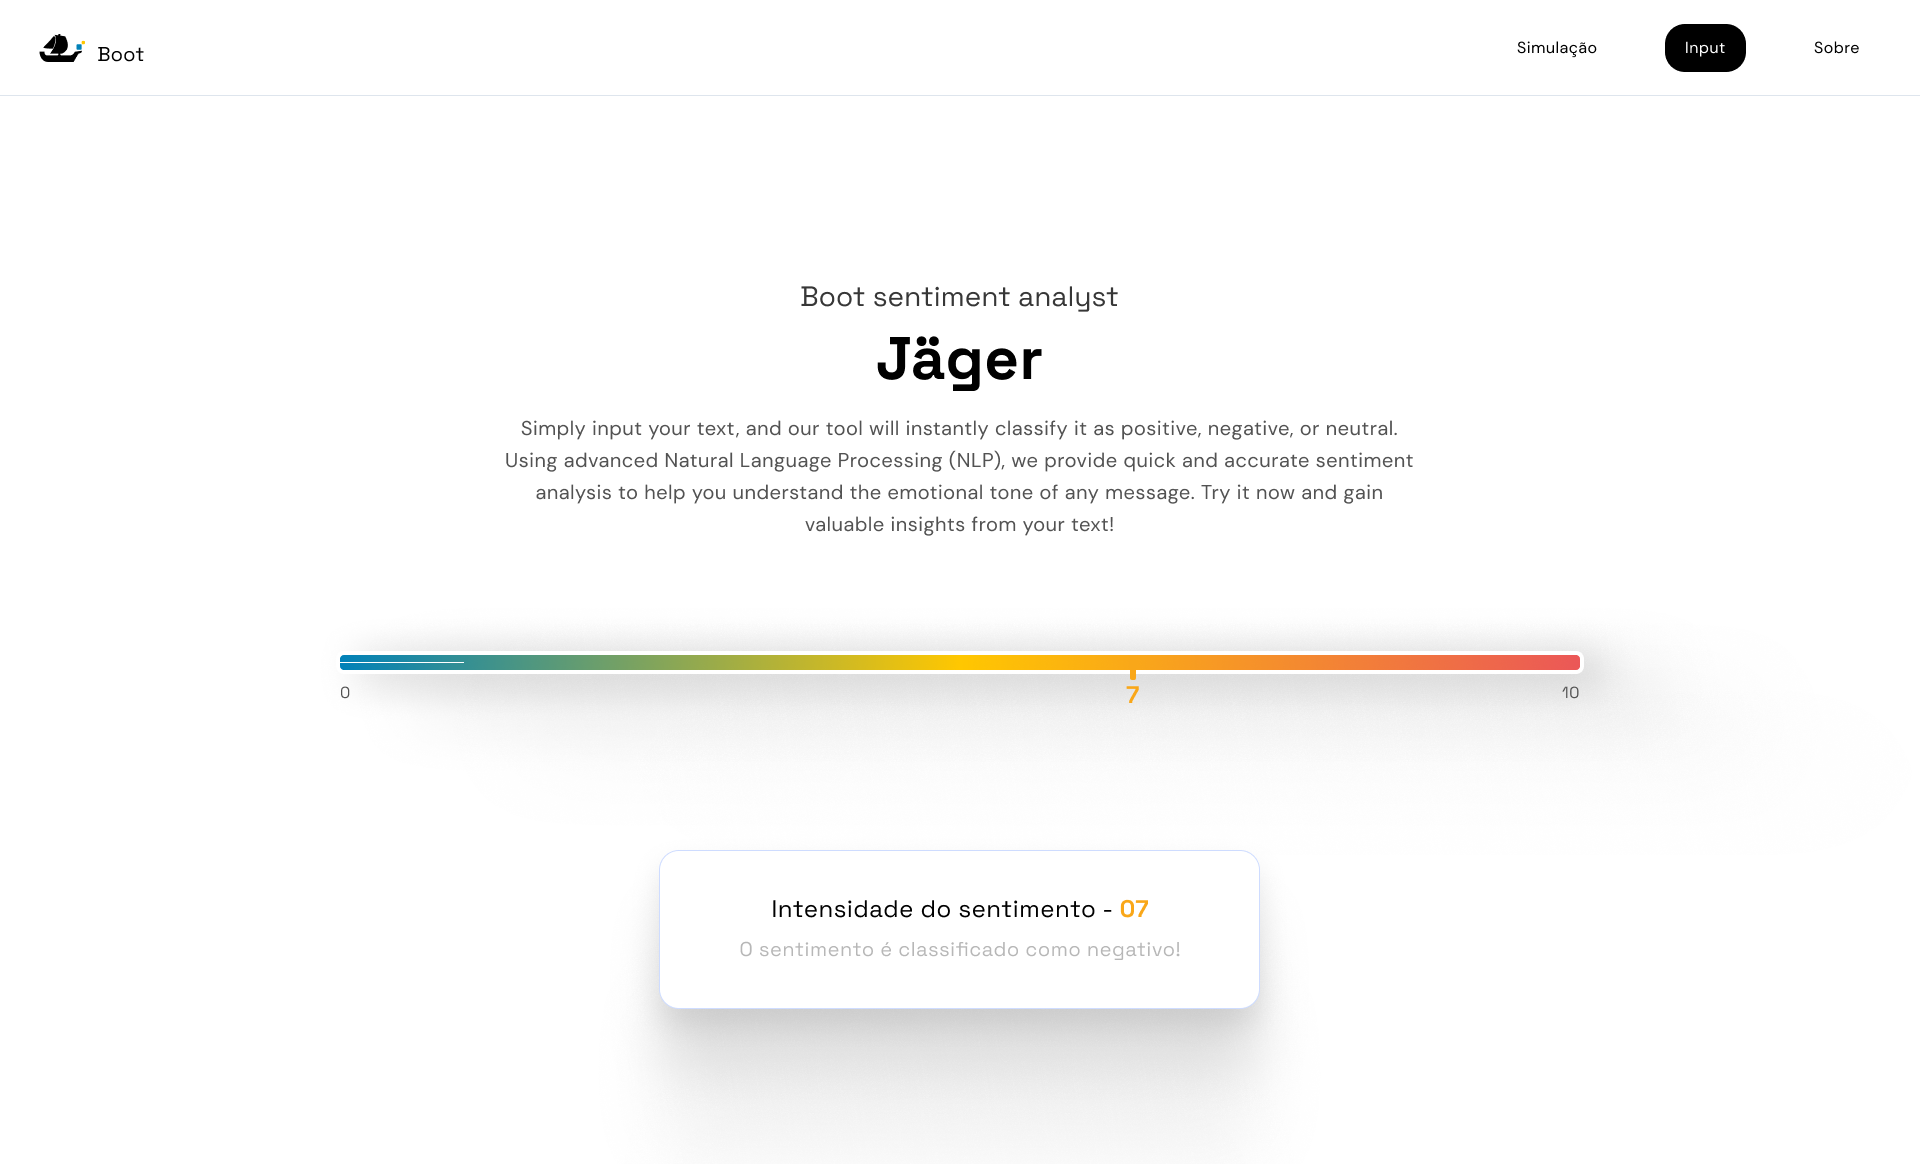 Boot
Simulação
Input
Sobre
Boot sentiment analyst
Jäger
Simply input your text, and our tool will instantly classify it as positive, negative, or neutral.
Using advanced Natural Language Processing (NLP), we provide quick and accurate sentiment
analysis to help you understand the emotional tone of any message. Try it now and gain
valuable insights from your text!
0
7
10
Intensidade do sentimento - 07
O sentimento é classificado como negativo!